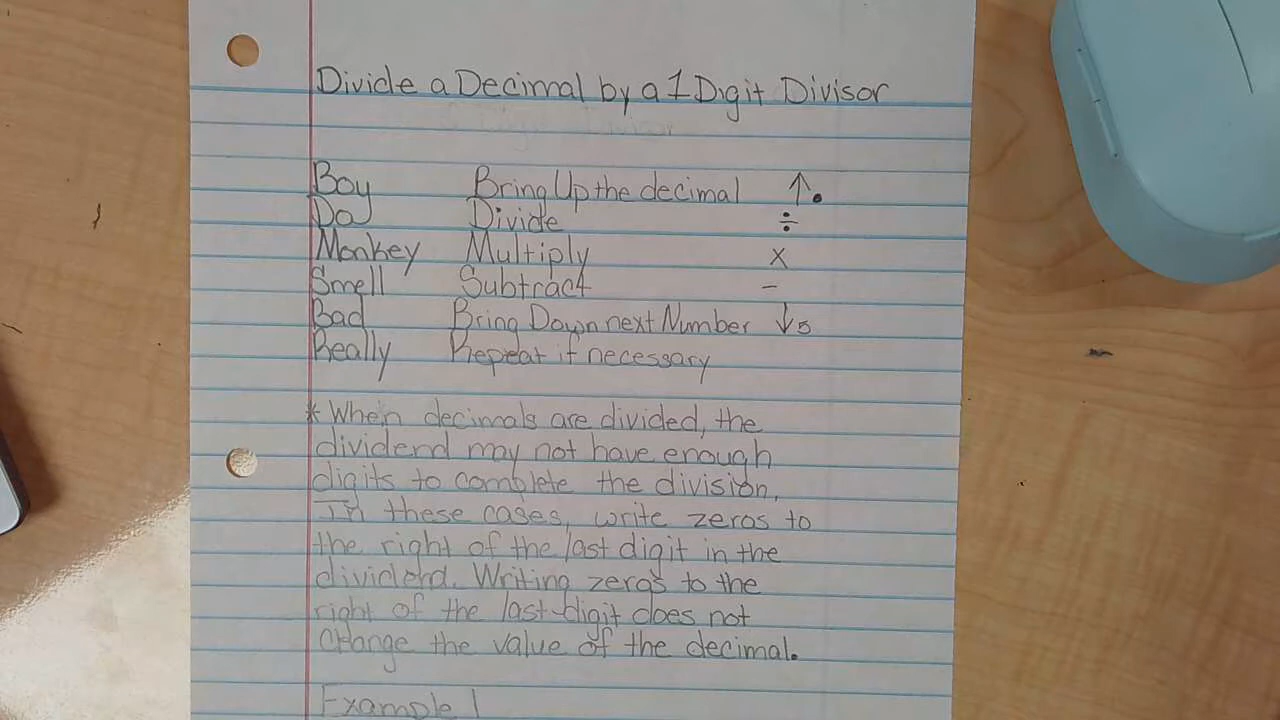 Divide a Decimal by a 1 Digit Divisor
Boy Bring Up the decimal ↑.
Do Divide ÷
Monkey Multiply x
Smell Subtract -
Bad Bring Down next Number ↓5
Really Repeat if necessary
* When decimals are divided, the
dividend may not have enough
digits to complete the division.
In these cases, write zeros to
the right of the last digit in the
dividend. Writing zeros to the
right of the last digit does not
change the value of the decimal.
Example 1